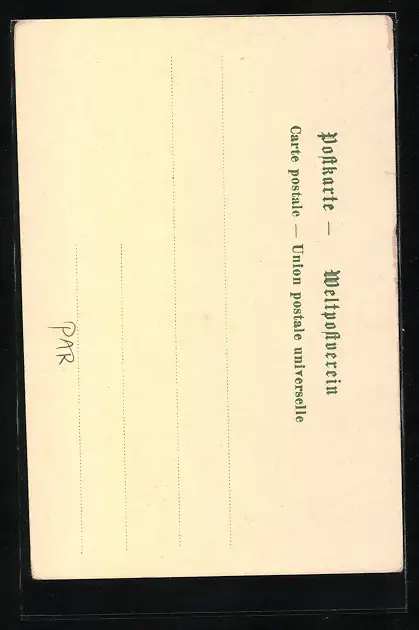 Postkarte — Weltpostverein
Carte postale — Union postale universelle
PAR